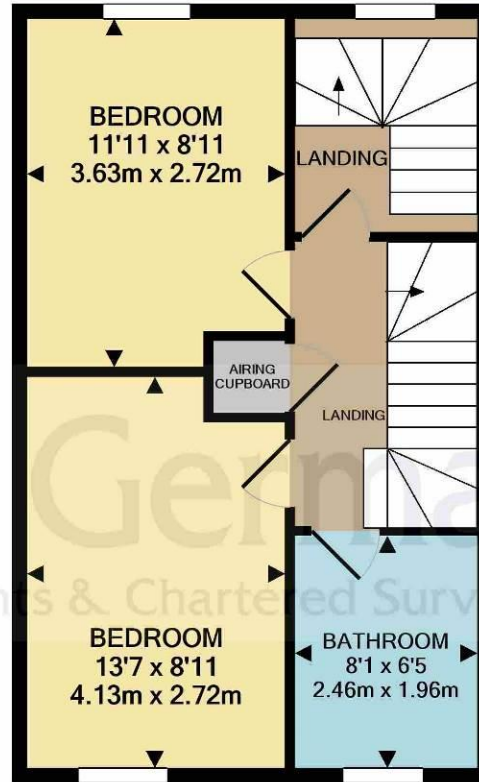 BEDROOM
11'11 x 8'11
3.63m x 2.72m
LANDING
AIRING
CUPBOARD
LANDING
BEDROOM
13'7 x 8'11
4.13m x 2.72m
BATHROOM
8'1 x 6'5
2.46m x 1.96m
& Chartered